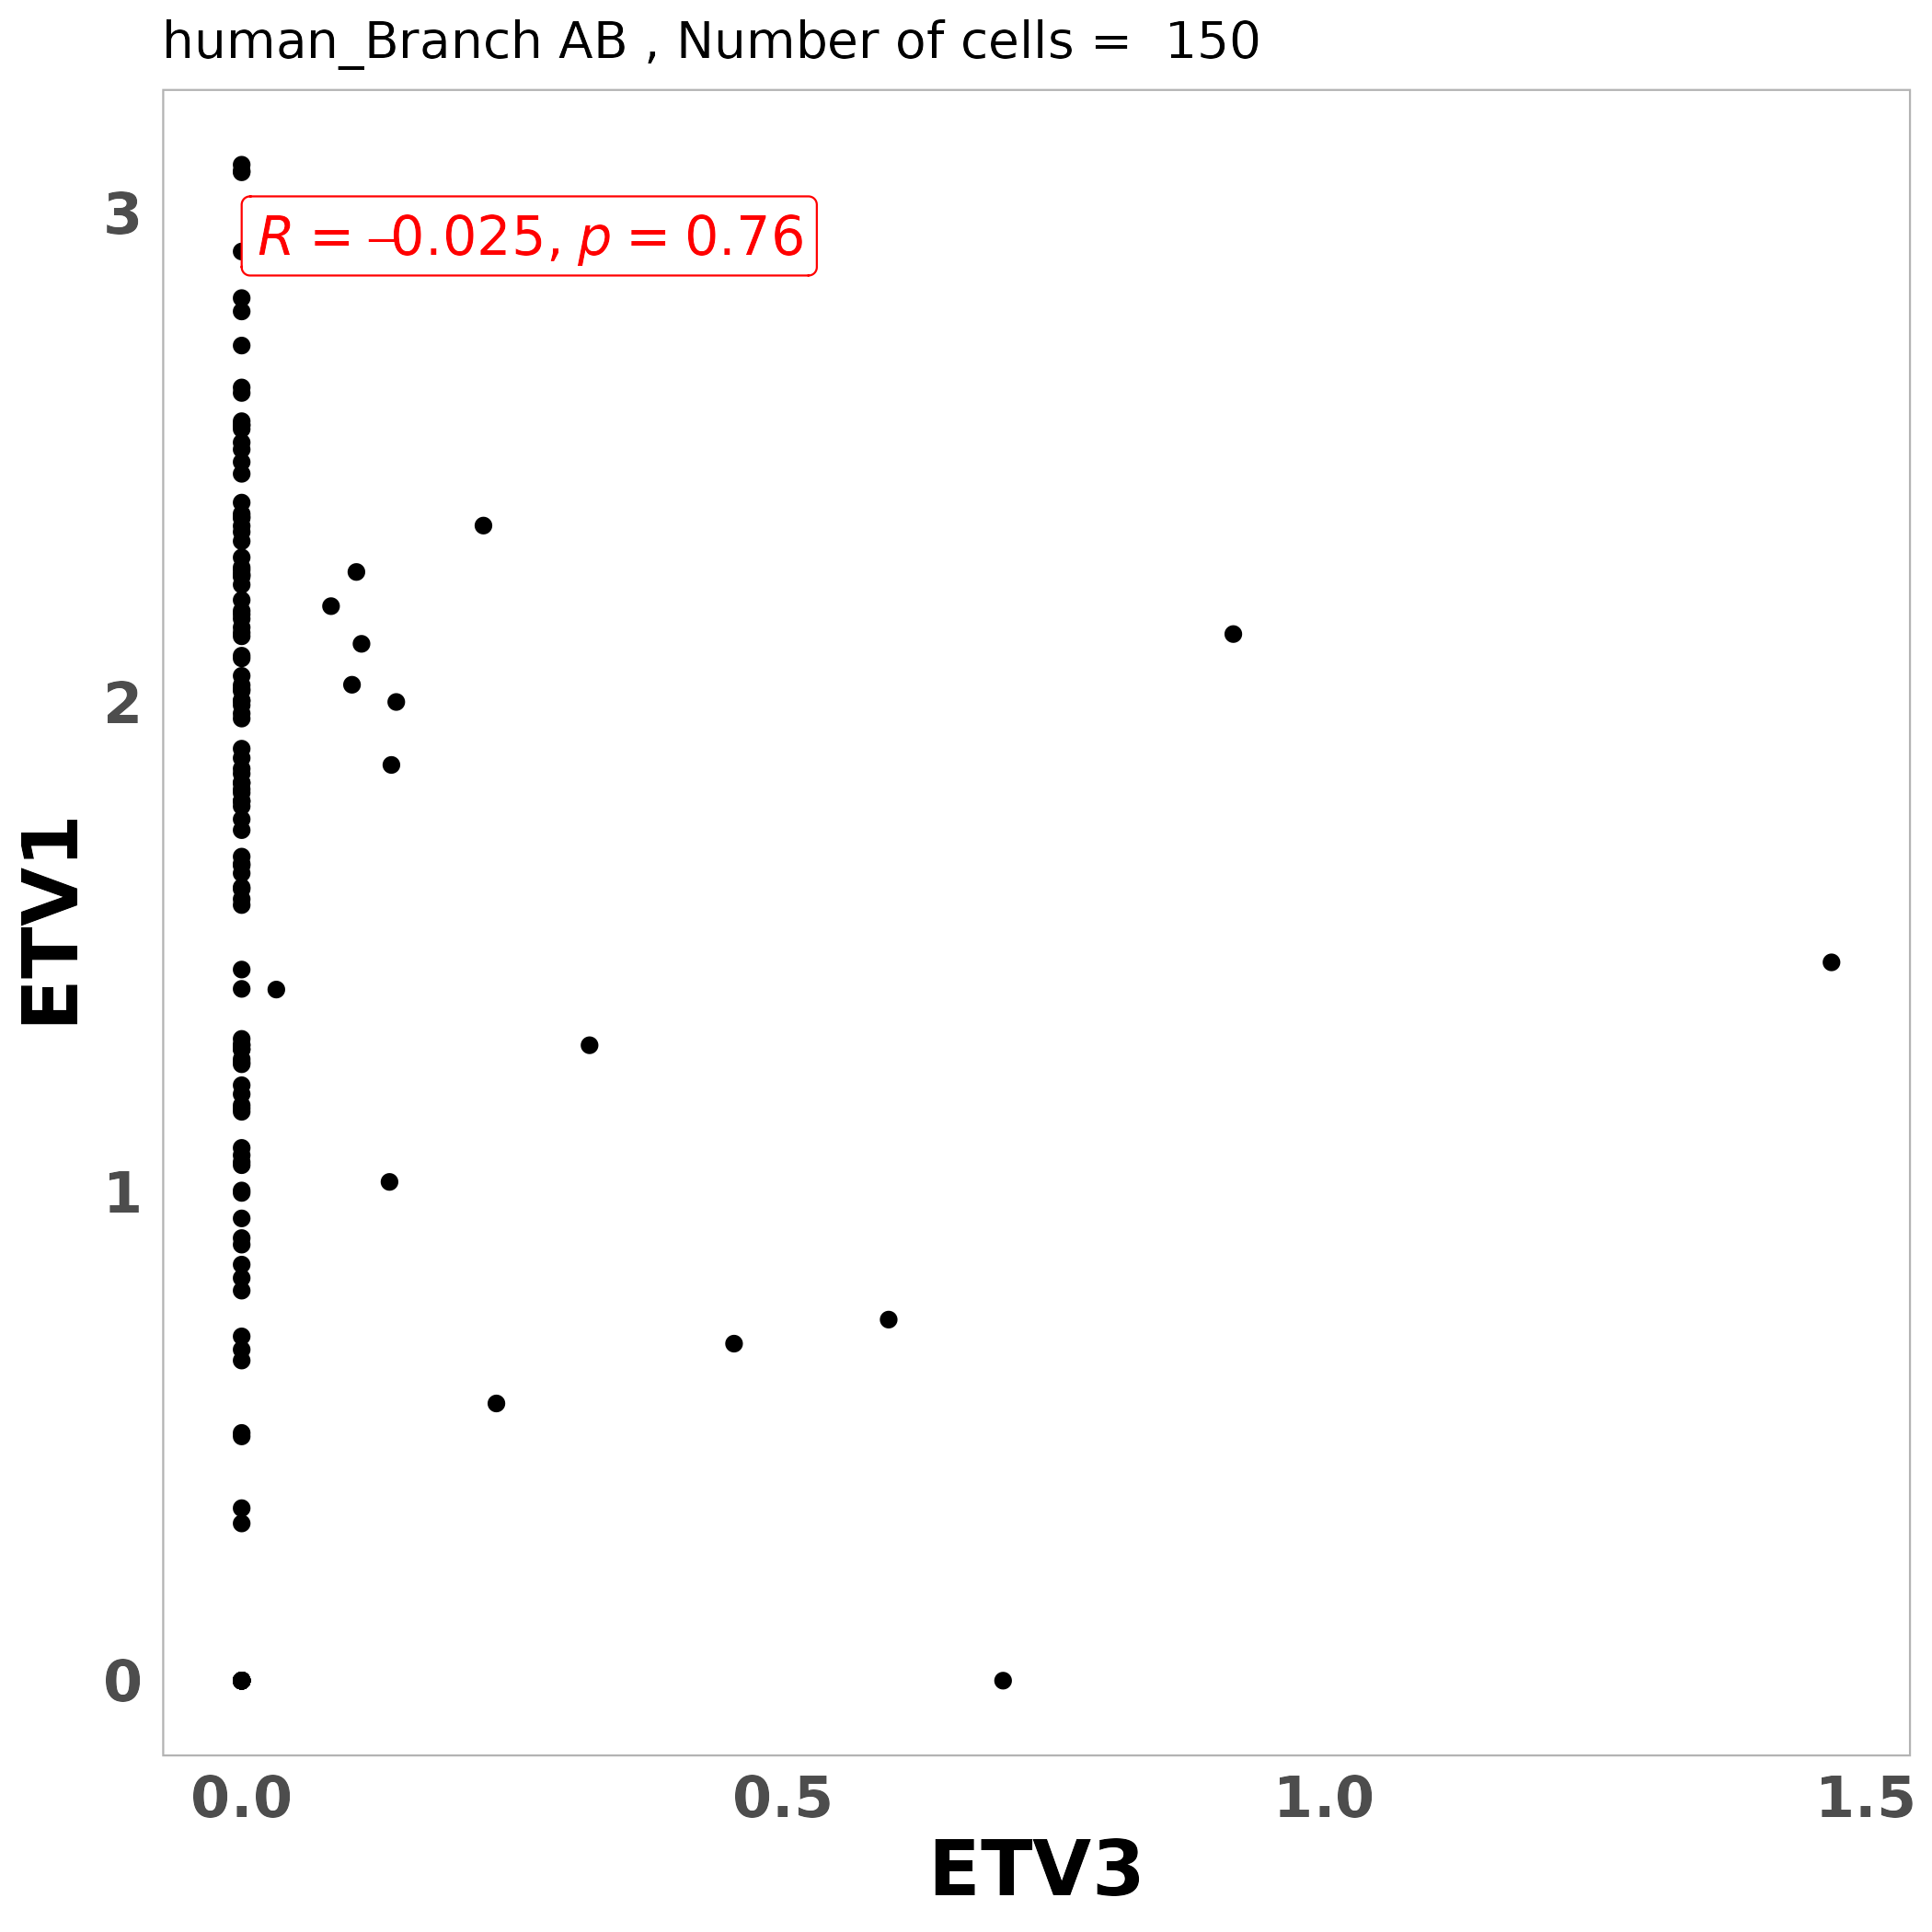 human_Branch AB , Number of cells =  150
R = –0.025, p = 0.76
3
2
1
0
ETV1
0.0 0.5 1.0 1.5
ETV3